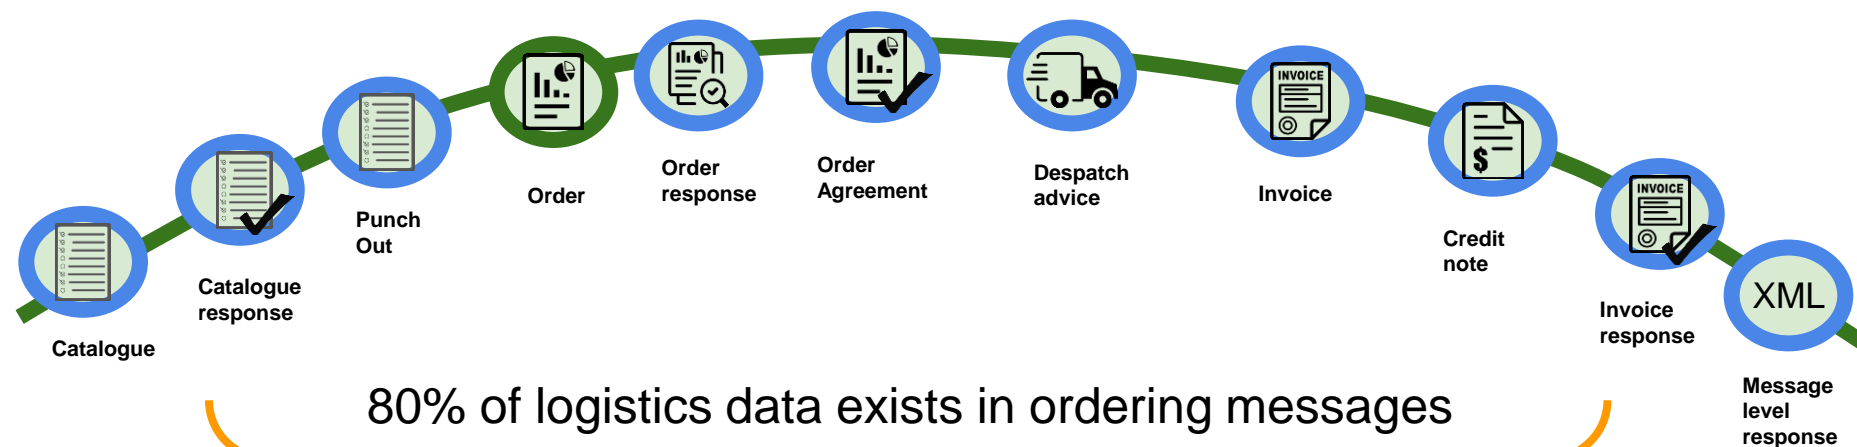 Catalogue
Catalogue
response
Punch
Out
Order
Order
response
Order
Agreement
Despatch
advice
INVOICE
Invoice
$
Credit
note
INVOICE
Invoice
response
XML
Message
level
response
80% of logistics data exists in ordering messages